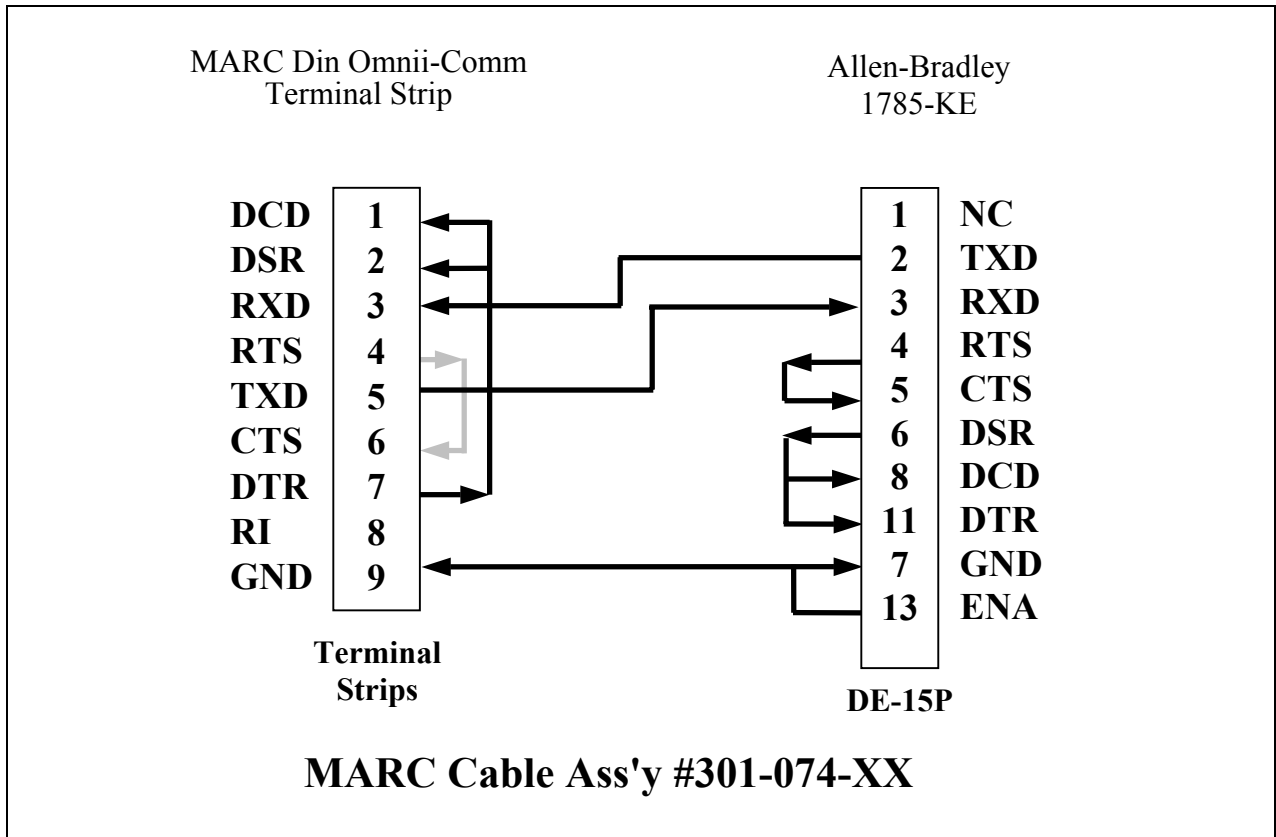 MARC Din Omnii-Comm
Terminal Strip
Allen-Bradley
1785-KE
DCD 1
DSR 2
RXD 3
RTS 4
TXD 5
CTS 6
DTR 7
RI 8
GND 9
1 NC
2 TXD
3 RXD
4 RTS
5 CTS
6 DSR
8 DCD
11 DTR
7 GND
13 ENA
Terminal
Strips
DE-15P
MARC Cable Ass'y #301-074-XX